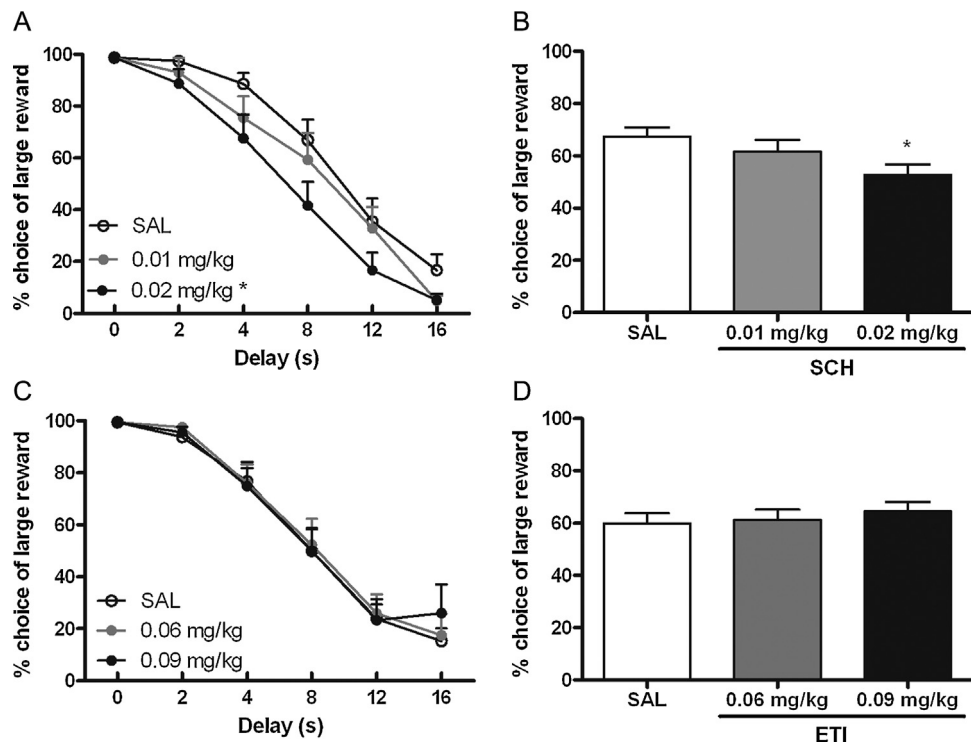 A
% choice of large reward
100
80
60
40
20
0
SAL
0.01 mg/kg
0.02 mg/kg *
0 2 4 8 12 16
Delay (s)
B
% choice of large reward
100
80
60
40
20
0
*
SAL 0.01 mg/kg 0.02 mg/kg
SCH
C
% choice of large reward
100
80
60
40
20
0
SAL
0.06 mg/kg
0.09 mg/kg
0 2 4 8 12 16
Delay (s)
D
% choice of large reward
100
80
60
40
20
0
SAL 0.06 mg/kg 0.09 mg/kg
ETI